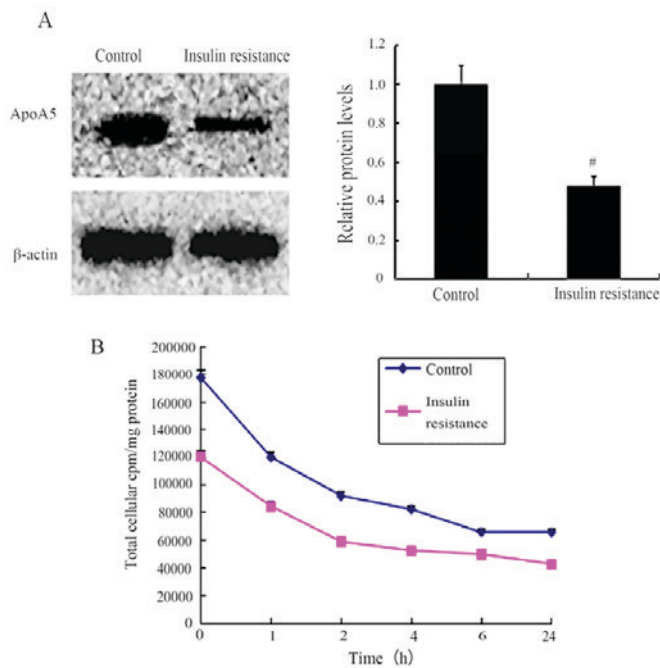 A
Control Insulin resistance
ApoA5
β-actin
Relative protein levels
1.2
1.0
0.8
0.6
0.4
0.2
0
#
Control Insulin resistance
B
Total cellular cpm/mg protein
200000
180000
160000
140000
120000
100000
80000
60000
40000
20000
0
Control
Insulin
resistance
0 1 2 4 6 24
Time (h)